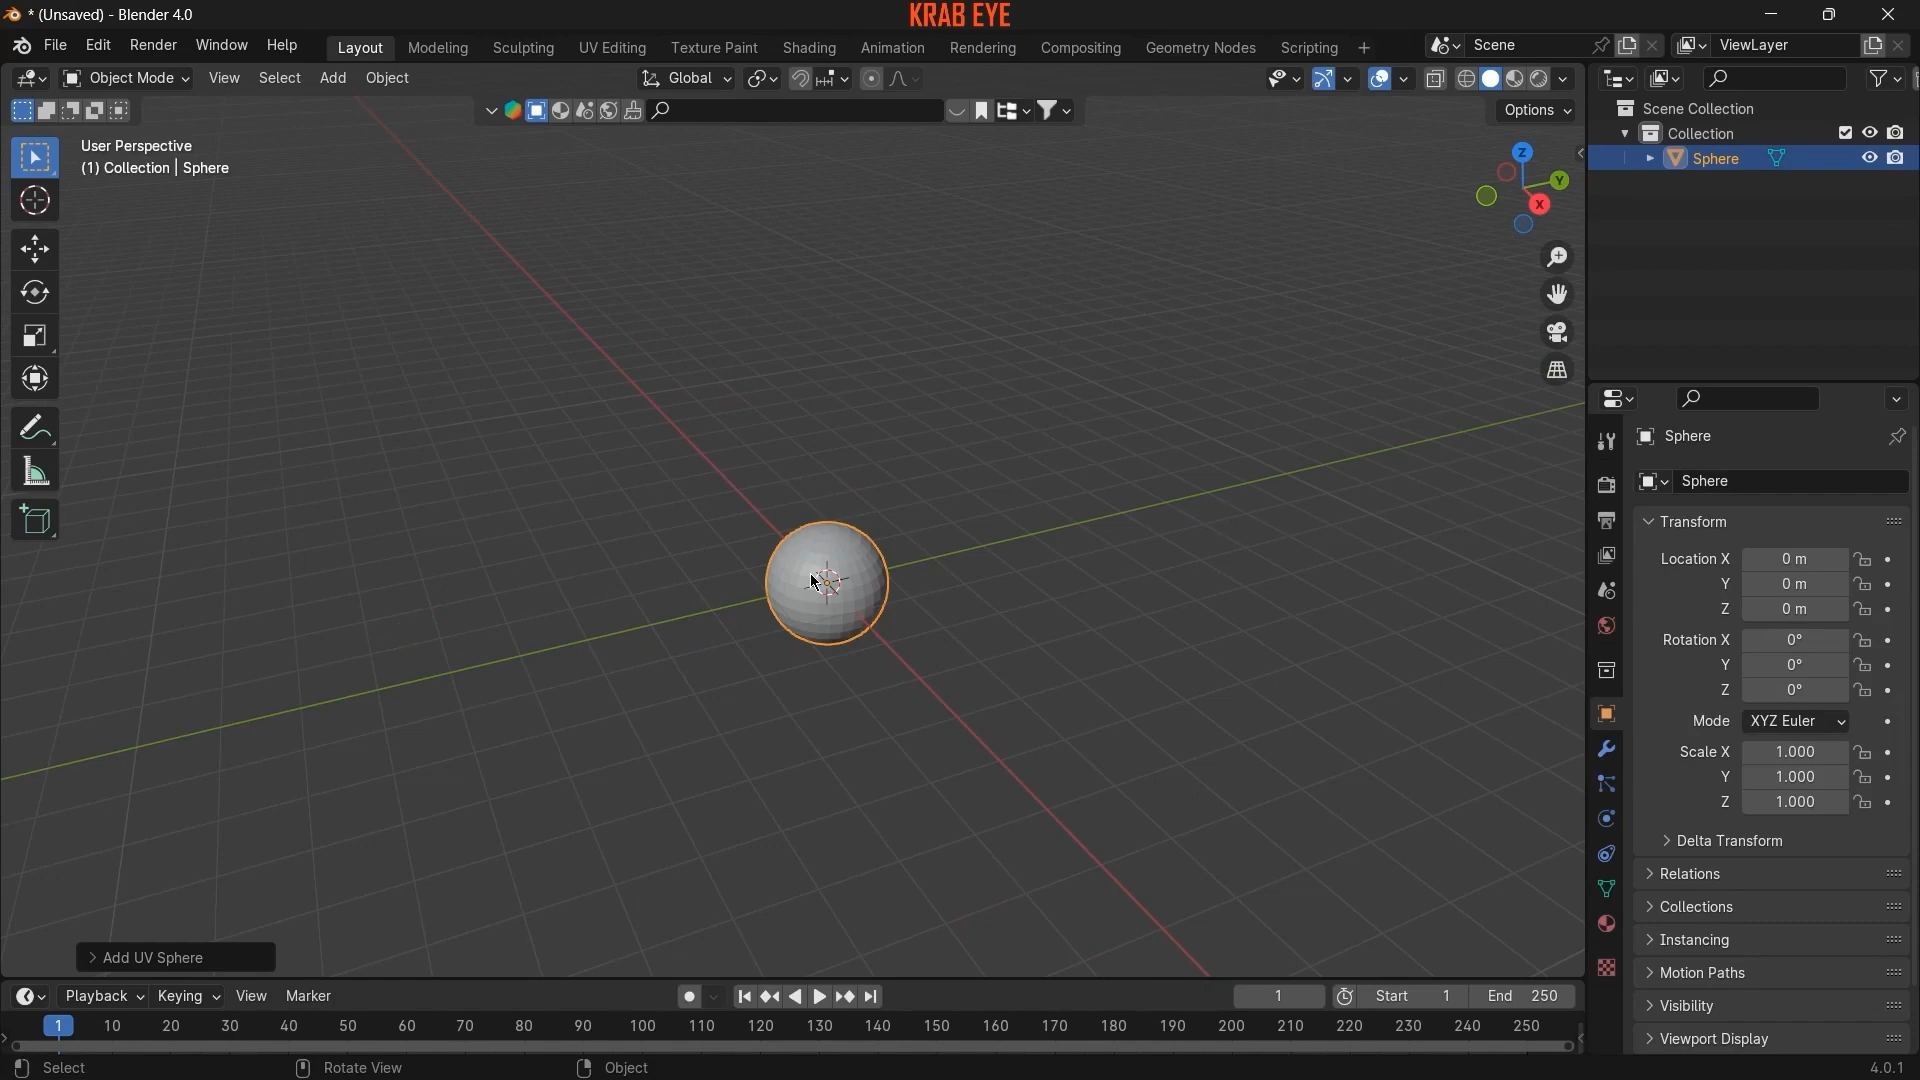 * (Unsaved) - Blender 4.0
KRAB EYE
File Edit Render Window Help
Layout Modeling Sculpting UV Editing Texture Paint Shading Animation Rendering Compositing Geometry Nodes Scripting +
Scene
ViewLayer
Object Mode View Select Add Object
Global
Options
User Perspective
(1) Collection | Sphere
Z
Y
X
Scene Collection
Collection
Sphere
Sphere
Sphere
Transform
Location X 0 m
Y 0 m
Z 0 m
Rotation X 0°
Y 0°
Z 0°
Mode XYZ Euler
Scale X 1.000
Y 1.000
Z 1.000
Delta Transform
Relations
Collections
Instancing
Motion Paths
Visibility
Viewport Display
Add UV Sphere
Playback Keying View Marker
1
Start 1
End 250
1 10 20 30 40 50 60 70 80 90 100 110 120 130 140 150 160 170 180 190 200 210 220 230 240 250
Select
Rotate View
Object
4.0.1